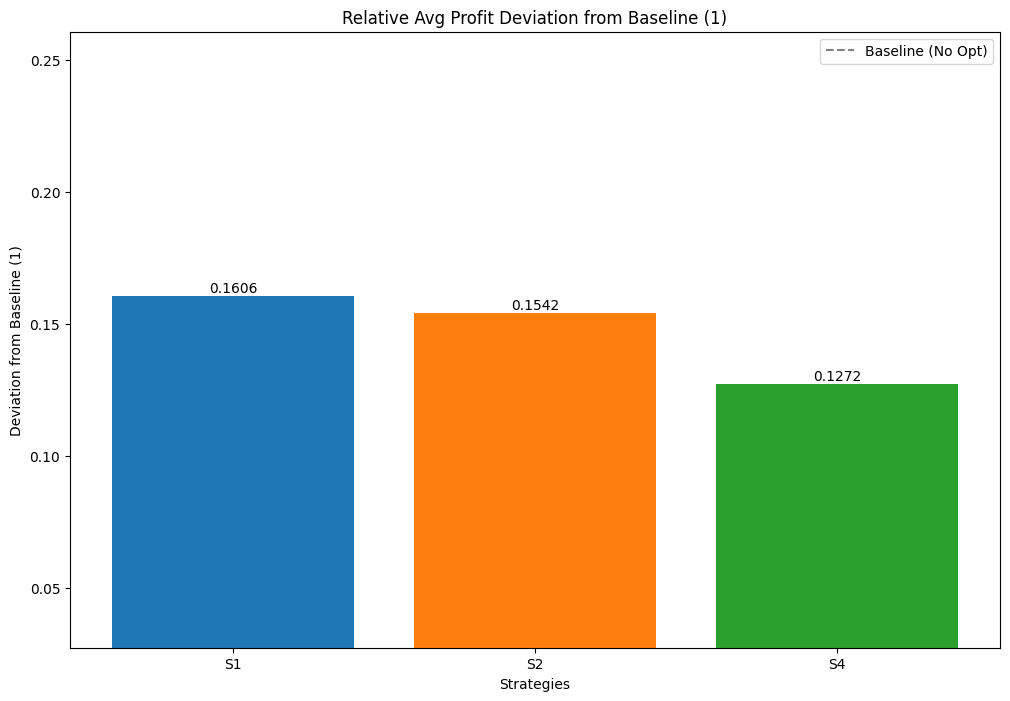 Relative Avg Profit Deviation from Baseline (1)
Baseline (No Opt)
0.25
0.20
0.15
0.10
0.05
Deviation from Baseline (1)
0.1606
0.1542
0.1272
S1
S2
S4
Strategies